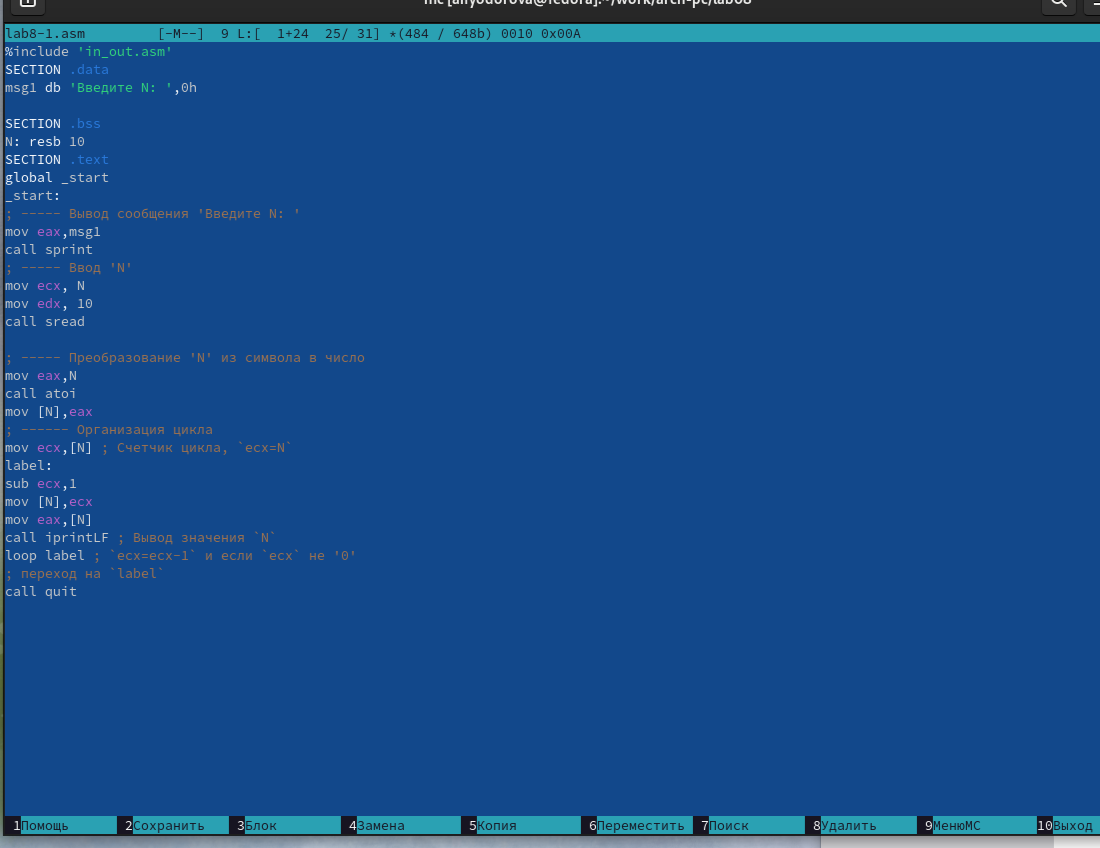 mc [anyodorova@fedora]:~/work/arch-pc/lab08
lab8-1.asm [-M--] 9 L:[ 1+24 25/ 31] *(484 / 648b) 0010 0x00A
%include 'in_out.asm'
SECTION .data
msg1 db 'Введите N: ',0h
SECTION .bss
N: resb 10
SECTION .text
global _start
_start:
; ----- Вывод сообщения 'Введите N: '
mov eax,msg1
call sprint
; ----- Ввод 'N'
mov ecx, N
mov edx, 10
call sread
; ----- Преобразование 'N' из символа в число
mov eax,N
call atoi
mov [N],eax
; ------ Организация цикла
mov ecx,[N] ; Счетчик цикла, `ecx=N`
label:
sub ecx,1
mov [N],ecx
mov eax,[N]
call iprintLF ; Вывод значения `N`
loop label ; `ecx=ecx-1` и если `ecx` не '0'
; переход на `label`
call quit
1Помощь 2Сохранить 3Блок 4Замена 5Копия 6Переместить 7Поиск 8Удалить 9МенюМС 10Выход